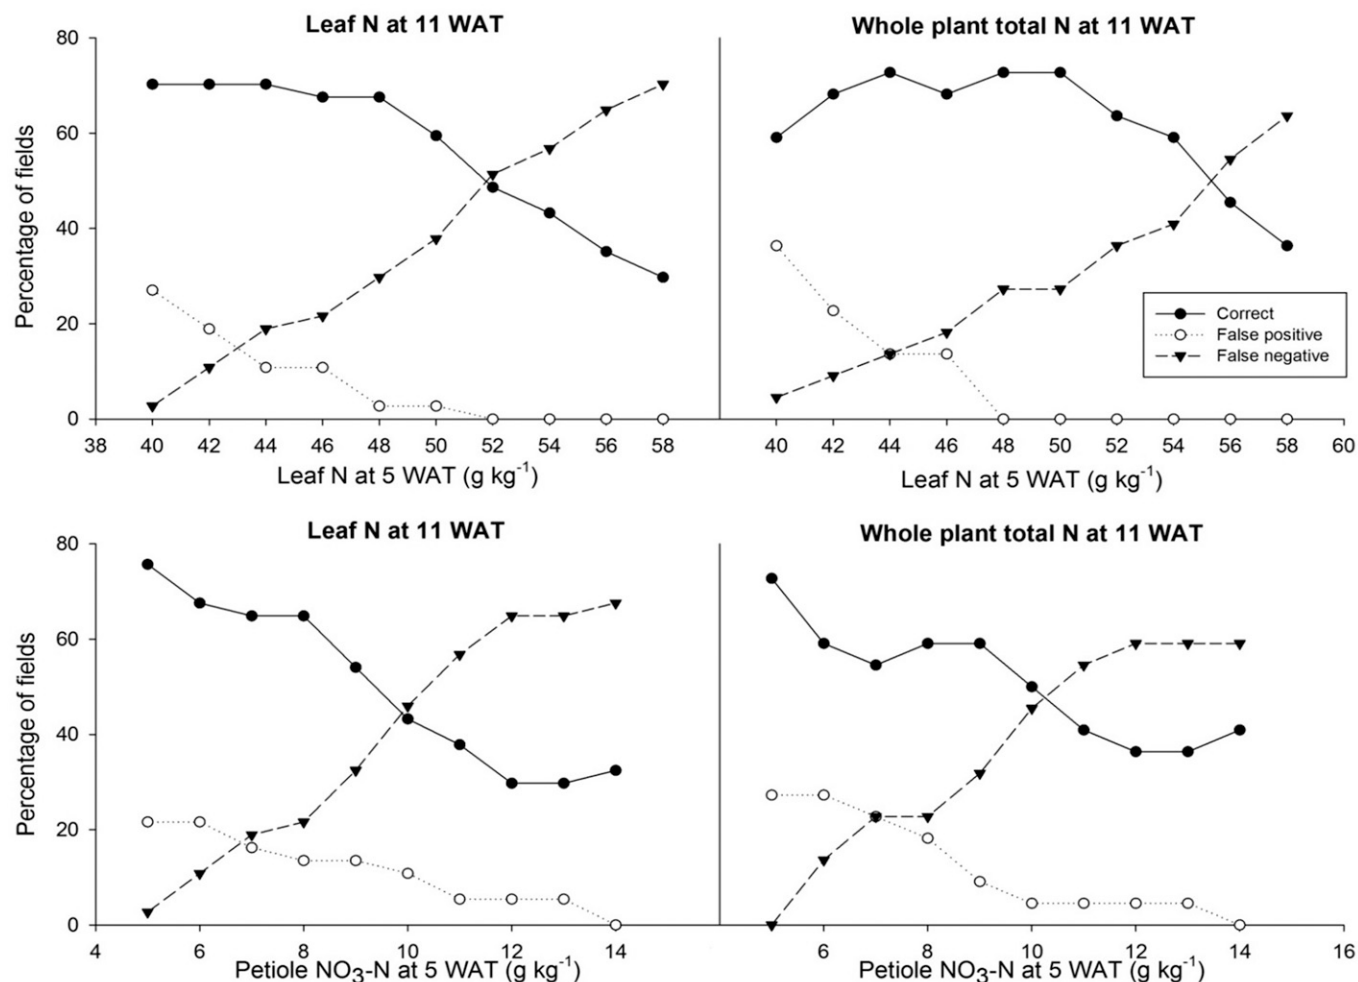 Leaf N at 11 WAT
Whole plant total N at 11 WAT
80
60
40
20
0
Percentage of fields
38 40 42 44 46 48 50 52 54 56 58
40 42 44 46 48 50 52 54 56 58 60
Leaf N at 5 WAT (g kg-1)
Leaf N at 5 WAT (g kg-1)
Correct
False positive
False negative
Leaf N at 11 WAT
Whole plant total N at 11 WAT
80
60
40
20
0
Percentage of fields
4 6 8 10 12 14
6 8 10 12 14 16
Petiole NO3-N at 5 WAT (g kg-1)
Petiole NO3-N at 5 WAT (g kg-1)